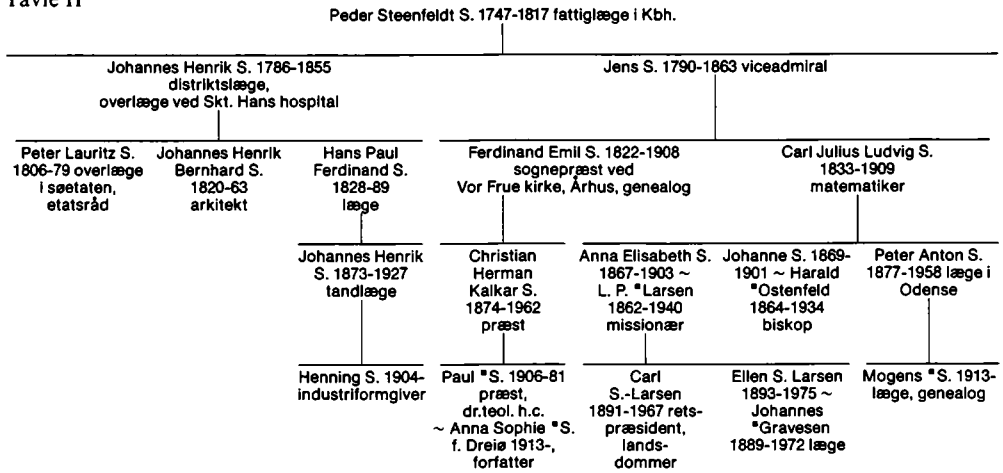 Tavle II
Peder Steenfeldt S. 1747-1817 fattiglæge i Kbh.
Johannes Henrik S. 1786-1855
distriktslæge,
overlæge ved Skt. Hans hospital
Jens S. 1790-1863 viceadmiral
Peter Lauritz S.
1806-79 overlæge
i søetaten,
etatsråd
Johannes Henrik
Bernhard S.
1820-63
arkitekt
Hans Paul
Ferdinand S.
1828-89
læge
Ferdinand Emil S. 1822-1908
sognepræst ved
Vor Frue kirke, Århus, genealog
Carl Julius Ludvig S.
1833-1909
matematiker
Johannes Henrik
S. 1873-1927
tandlæge
Christian
Herman
Kalkar S.
1874-1962
præst
Anna Elisabeth S.
1867-1903 ~
L. P. *Larsen
1862-1940
missionær
Johanne S. 1869-
1901 ~ Harald
*Ostenfeld
1864-1934
biskop
Peter Anton S.
1877-1958 læge i
Odense
Henning S. 1904-
industriformgiver
Paul *S. 1906-81
præst,
dr.teol. h.c.
~ Anna Sophie *S.
f. Dreiø 1913-,
forfatter
Carl
S.-Larsen
1891-1967 rets-
præsident,
lands-
dommer
Ellen S. Larsen
1893-1975 ~
Johannes
*Gravesen
1889-1972 læge
Mogens *S. 1913-
læge, genealog